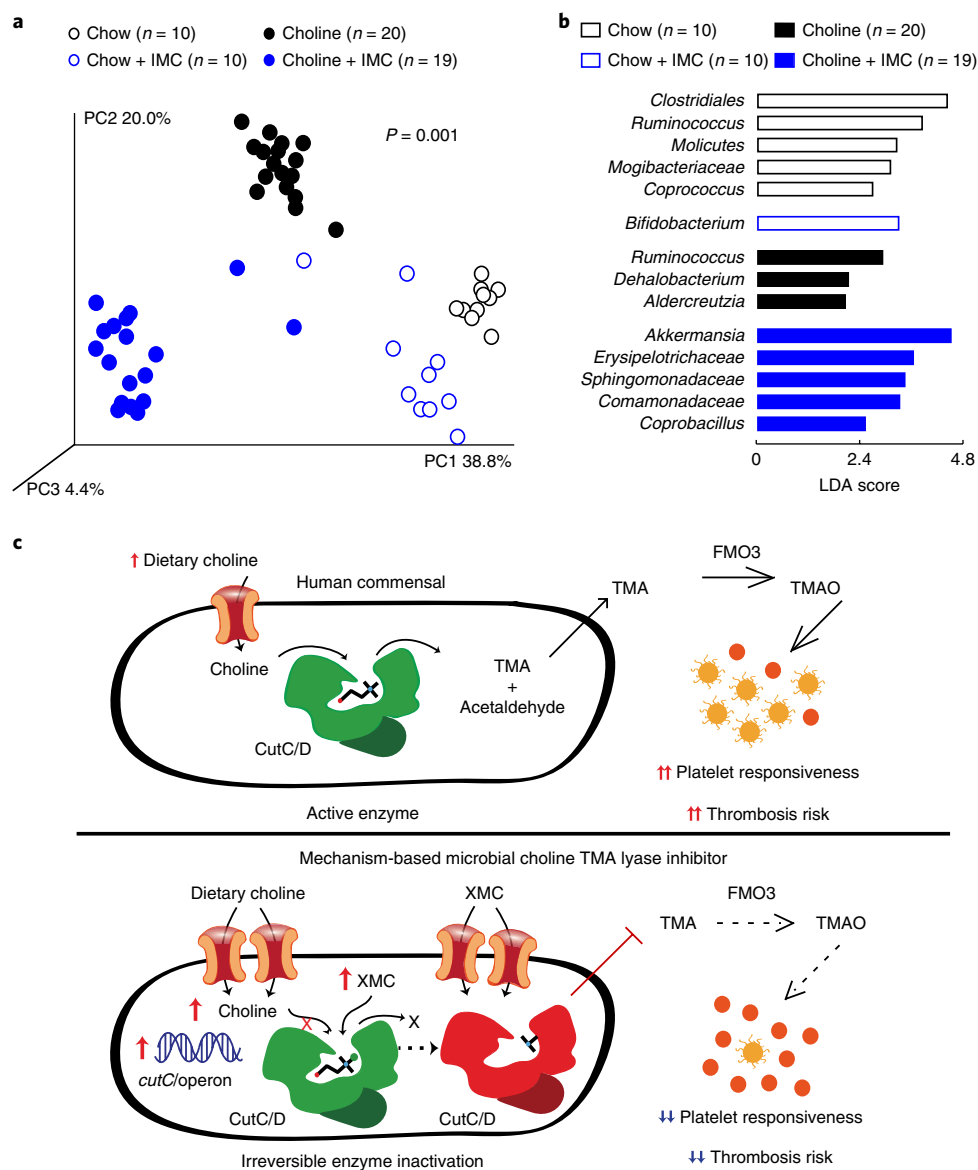 a
Chow (n = 10)
Choline (n = 20)
Chow + IMC (n = 10)
Choline + IMC (n = 19)
PC2 20.0%
P = 0.001
PC1 38.8%
PC3 4.4%
b
Chow (n = 10)
Choline (n = 20)
Chow + IMC (n = 10)
Choline + IMC (n = 19)
Clostridiales
Ruminococcus
Molicutes
Mogibacteriaceae
Coprococcus
Bifidobacterium
Ruminococcus
Dehalobacterium
Aldercreutzia
Akkermansia
Erysipelotrichaceae
Sphingomonadaceae
Comamonadaceae
Coprobacillus
0 2.4 4.8
LDA score
c
↑ Dietary choline
Human commensal
Choline
CutC/D
TMA
+
Acetaldehyde
Active enzyme
TMA
FMO3
TMAO
↑↑ Platelet responsiveness
↑↑ Thrombosis risk
Mechanism-based microbial choline TMA lyase inhibitor
Dietary choline
XMC
↑ XMC
↑ Choline
X
X
↑
cutC/operon
CutC/D
CutC/D
Irreversible enzyme inactivation
TMA
FMO3
TMAO
↓↓ Platelet responsiveness
↓↓ Thrombosis risk